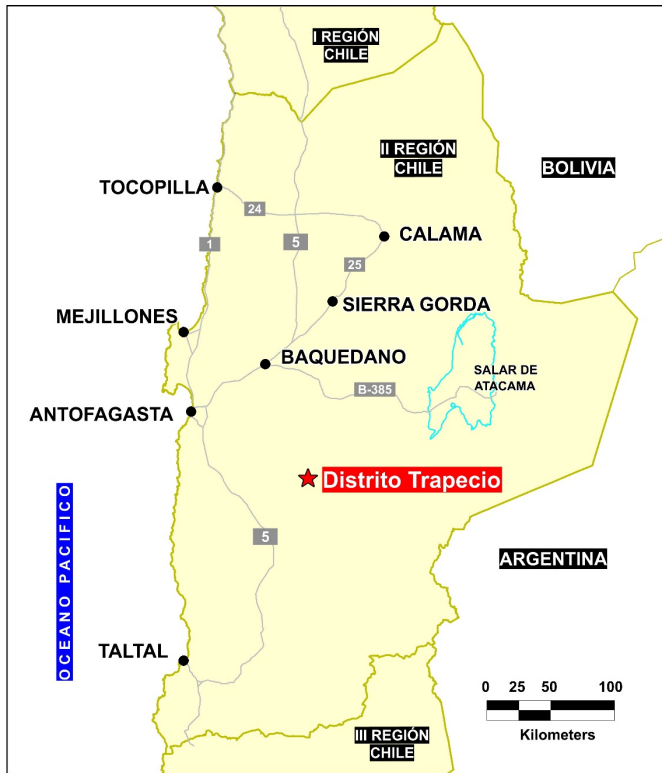 I REGIÓN
CHILE
II REGIÓN
CHILE
BOLIVIA
TOCOPILLA
24
1
5
CALAMA
25
SIERRA GORDA
MEJILLONES
BAQUEDANO
SALAR DE
ATACAMA
B-385
ANTOFAGASTA
Distrito Trapecio
OCEANO PACIFICO
5
ARGENTINA
TALTAL
0 25 50 100
Kilometers
III REGIÓN
CHILE